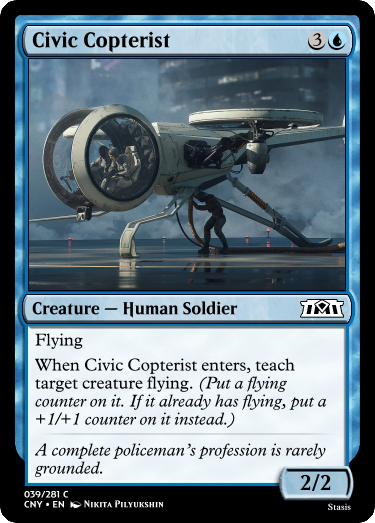 Civic Copterist 3
Creature — Human Soldier
Flying
When Civic Copterist enters, teach
target creature flying. (Put a flying
counter on it. If it already has flying, put a
+1/+1 counter on it instead.)
A complete policeman's profession is rarely
grounded.
2/2
039/281 C
CNY • EN Nikita Pilyukshin
Stasis